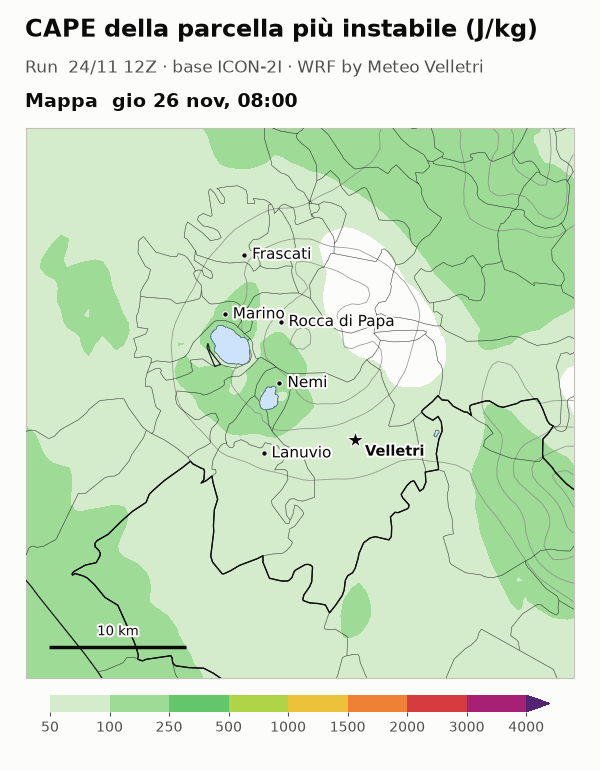 CAPE della parcella più instabile (J/kg)
Run  24/11 12Z · base ICON-2I · WRF by Meteo Velletri
Mappa  gio 26 nov, 08:00
Frascati
Marino
Rocca di Papa
Nemi
Velletri
Lanuvio
10 km
50 100 250 500 1000 1500 2000 3000 4000